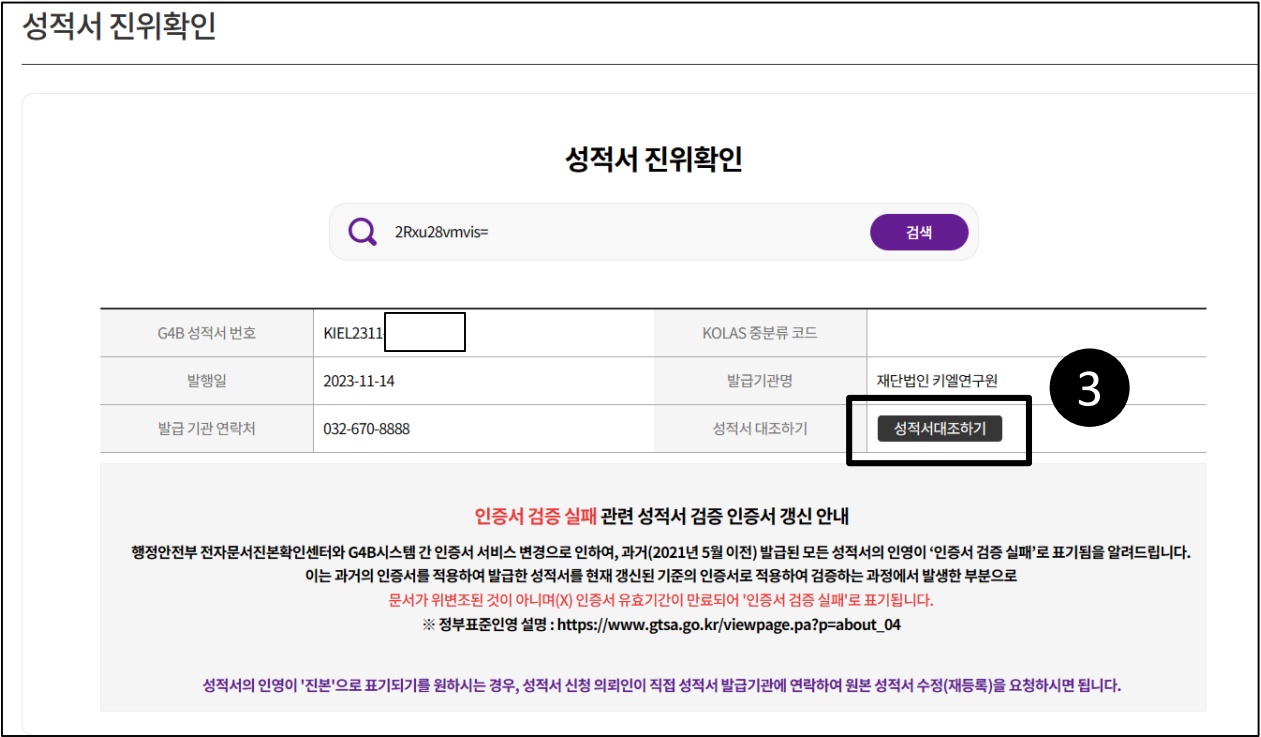 성적서 진위확인
성적서 진위확인
2Rxu28vmvis=
검색
G4B 성적서 번호
KIEL2311-
KOLAS 중분류 코드
발행일
2023-11-14
발급기관명
재단법인 키엘연구원
3
발급 기관 연락처
032-670-8888
성적서 대조하기
성적서대조하기
인증서 검증 실패 관련 성적서 검증 인증서 갱신 안내
행정안전부 전자문서진본확인센터와 G4B시스템 간 인증서 서비스 변경으로 인하여, 과거(2021년 5월 이전) 발급된 모든 성적서의 인영이 ‘인증서 검증 실패’로 표기됨을 알려드립니다.
이는 과거의 인증서를 적용하여 발급한 성적서를 현재 갱신된 기준의 인증서로 적용하여 검증하는 과정에서 발생한 부분으로
문서가 위변조된 것이 아니며(X) 인증서 유효기간이 만료되어 '인증서 검증 실패'로 표기됩니다.
※ 정부표준인영 설명 : https://www.gtsa.go.kr/viewpage.pa?p=about_04
성적서의 인영이 '진본'으로 표기되기를 원하시는 경우, 성적서 신청 의뢰인이 직접 성적서 발급기관에 연락하여 원본 성적서 수정(재등록)을 요청하시면 됩니다.